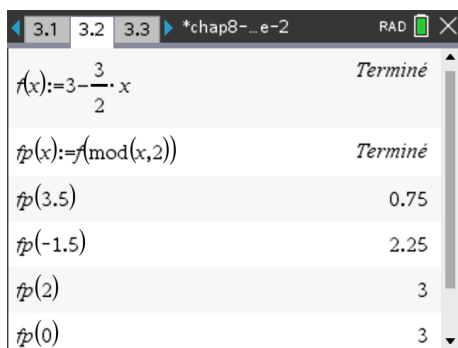 3.1 3.2 3.3 *chap8-…e-2 RAD
f(x):=3-3/2·x Terminé
fp(x):=f(mod(x,2)) Terminé
fp(3.5) 0.75
fp(-1.5) 2.25
fp(2) 3
fp(0) 3